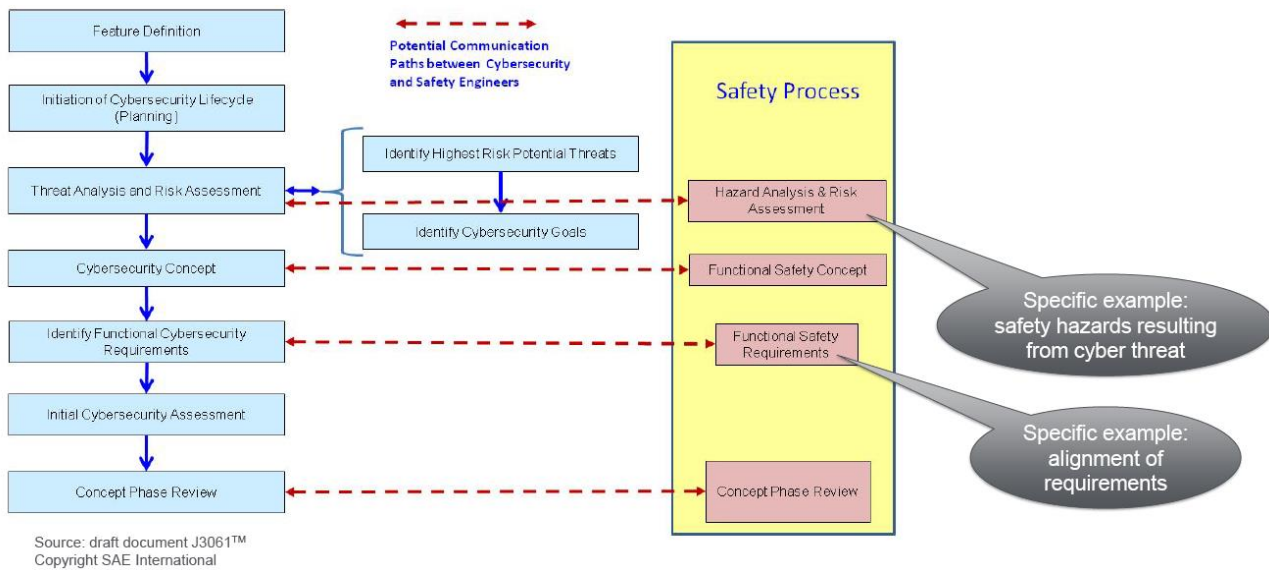 Feature Definition
Initiation of Cybersecurity Lifecycle
(Planning)
Threat Analysis and Risk Assessment
Cybersecurity Concept
Identify Functional Cybersecurity
Requirements
Initial Cybersecurity Assessment
Concept Phase Review
Potential Communication
Paths between Cybersecurity
and Safety Engineers
Identify Highest Risk Potential Threats
Identify Cybersecurity Goals
Safety Process
Hazard Analysis & Risk
Assessment
Functional Safety Concept
Functional Safety
Requirements
Concept Phase Review
Specific example:
safety hazards resulting
from cyber threat
Specific example:
alignment of
requirements
Source: draft document J3061™
Copyright SAE International